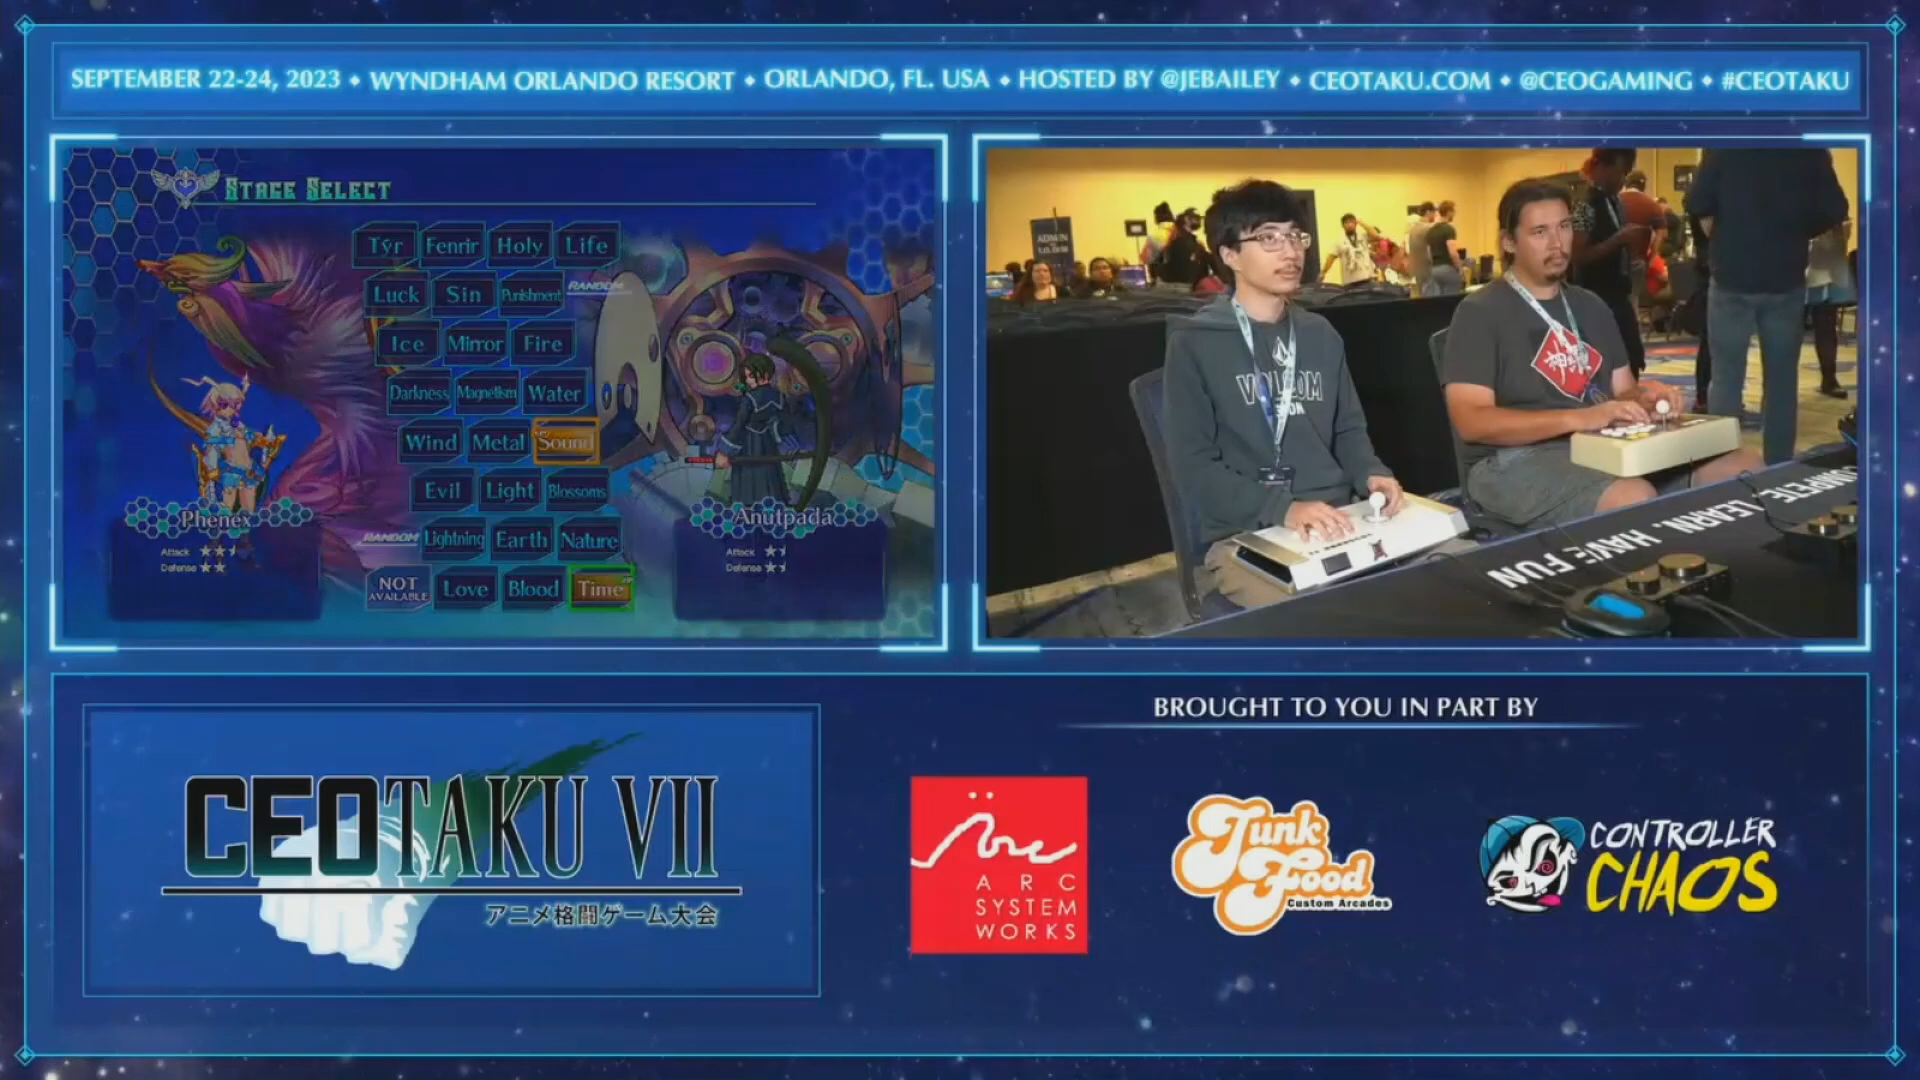 SEPTEMBER 22-24, 2023 • WYNDHAM ORLANDO RESORT • ORLANDO, FL. USA • HOSTED BY @JEBAILEY • CEOTAKU.COM • @CEOGAMING • #CEOTAKU
STAGE SELECT
Týr Fenrir Holy Life
Luck Sin Punishment RANDOM
Ice Mirror Fire
Darkness Magnetism Water
Wind Metal Sound
Evil Light Blossoms
RANDOM Lightning Earth Nature
NOT AVAILABLE Love Blood Time
Phenex
Attack ★★
Defense ★★
Anutpada
Attack ★
Defense ★
VOLCOM
COMPETE. LEARN. HAVE FUN
BROUGHT TO YOU IN PART BY
CEOTAKU VII
アニメ格闘ゲーム大会
ARC
SYSTEM
WORKS
Junk
Food
Custom Arcades
CONTROLLER
CHAOS